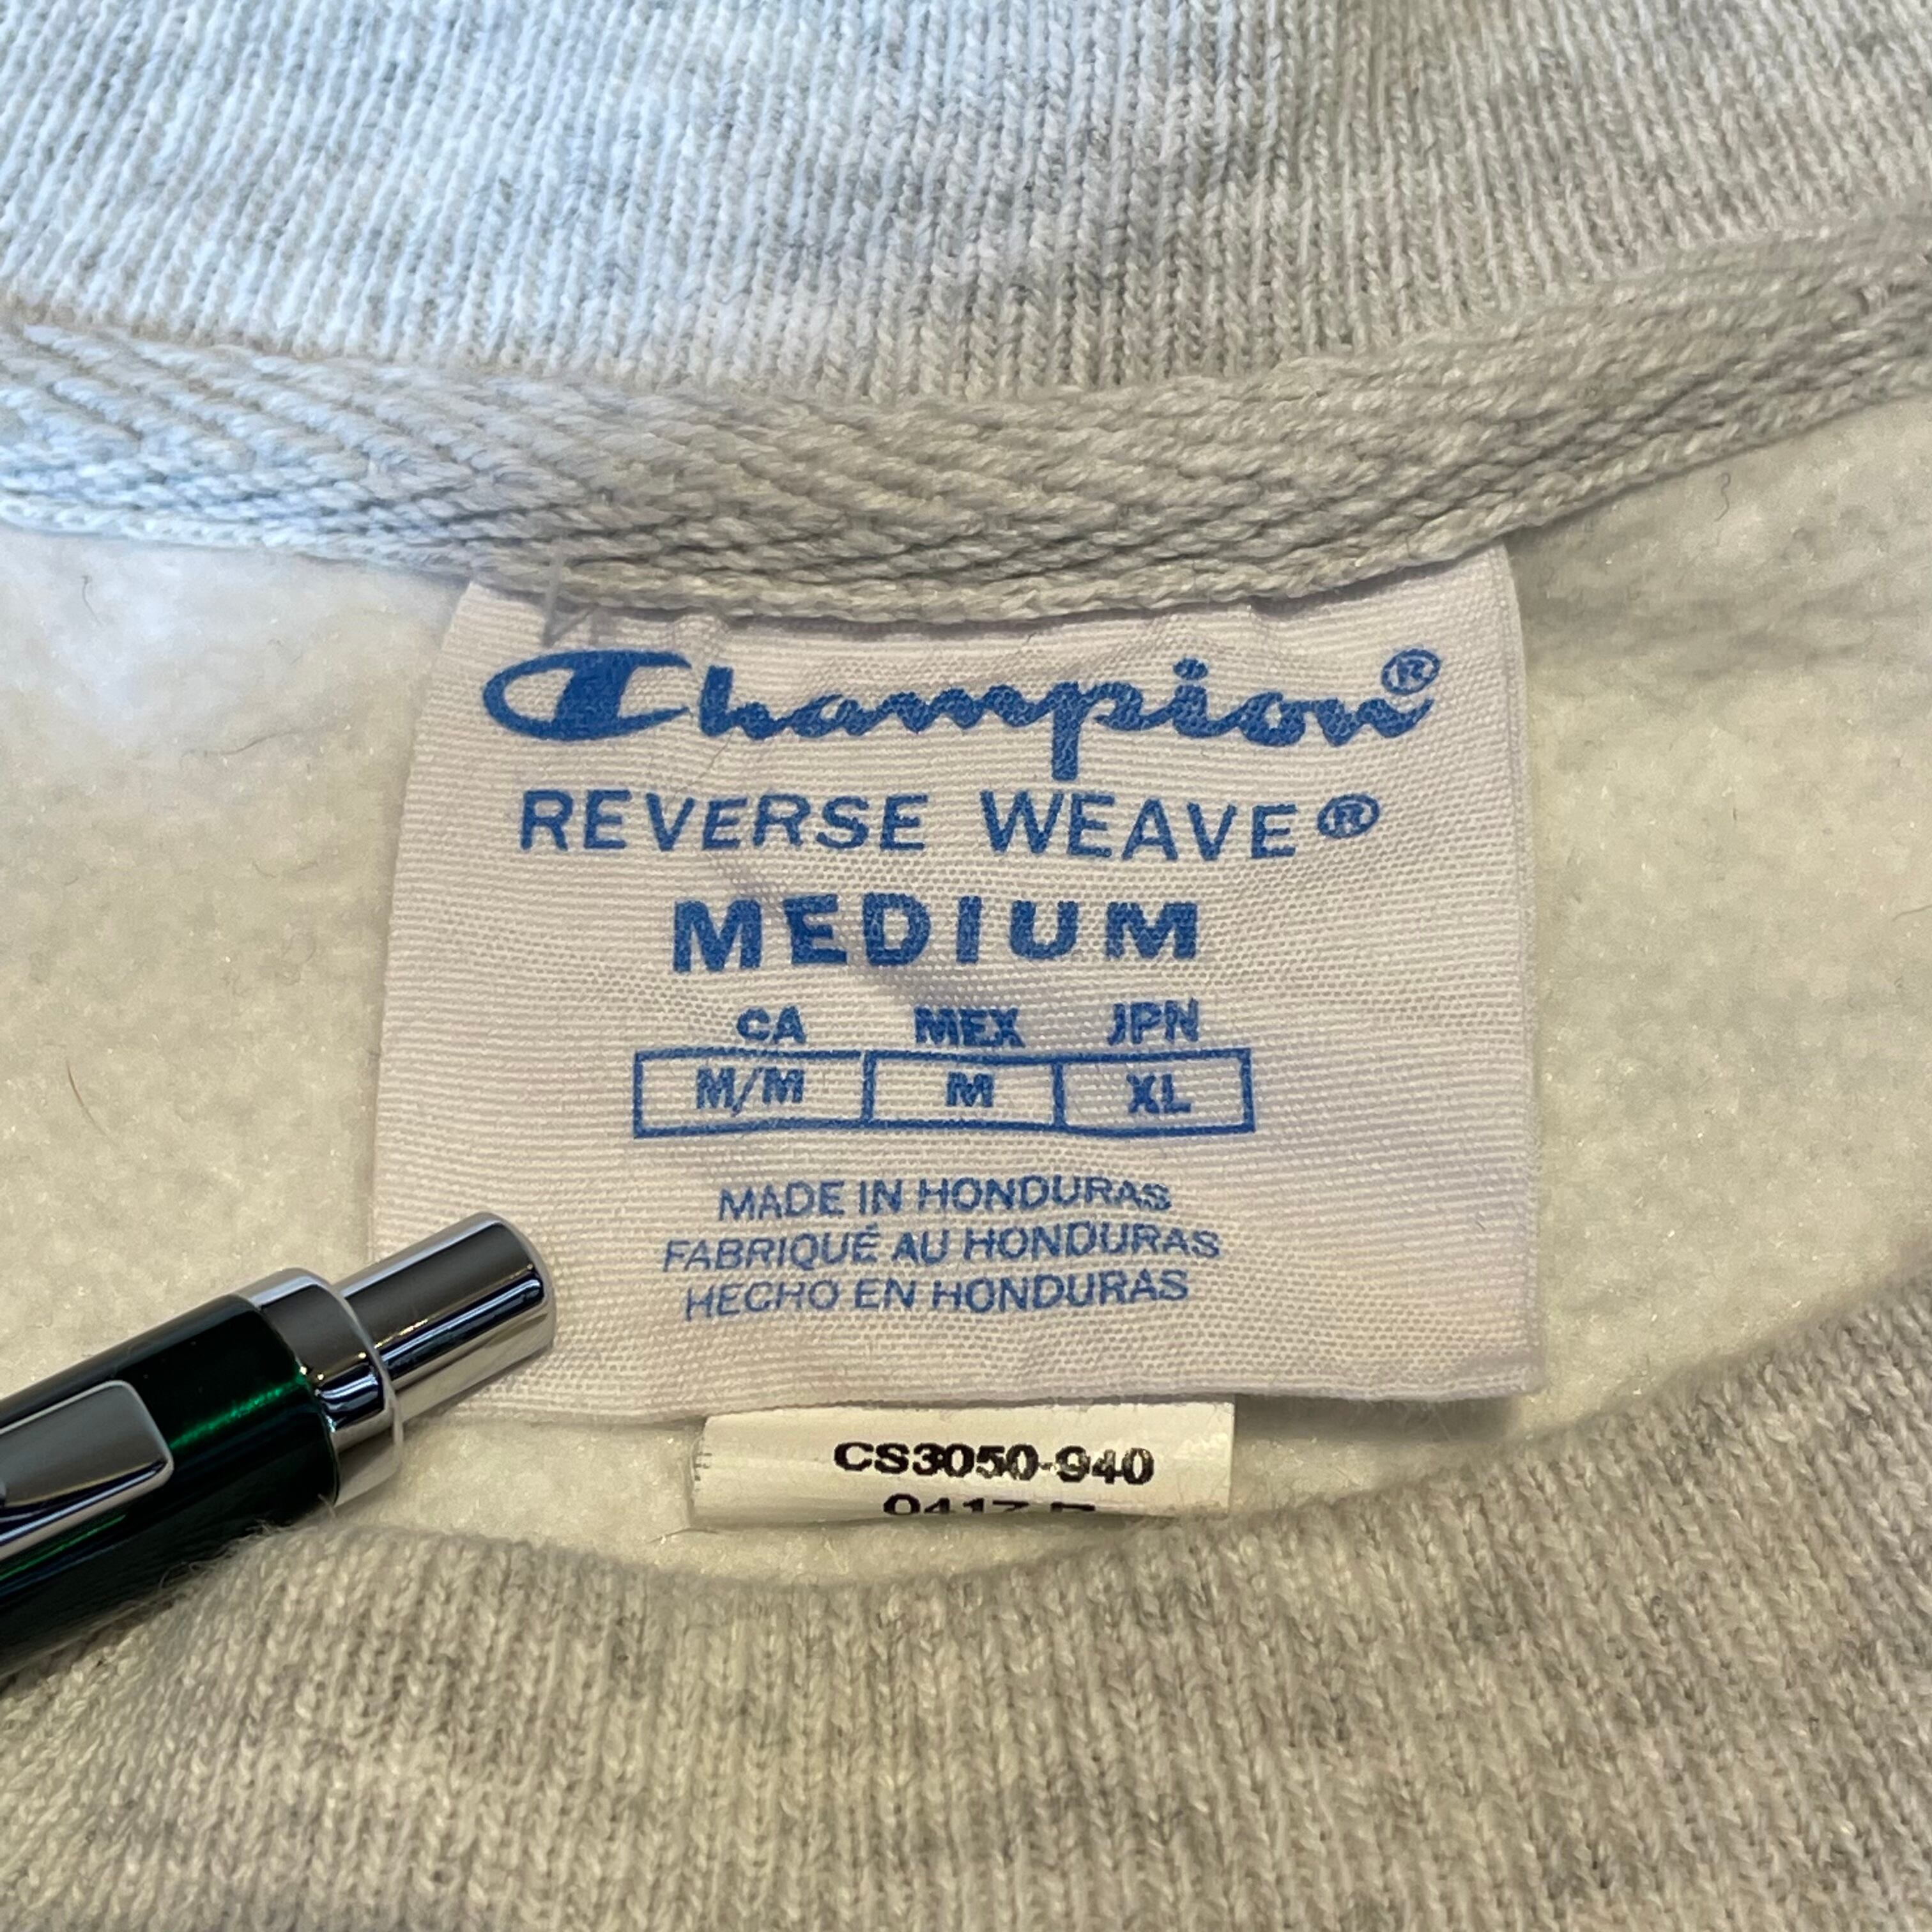 Champion®
REVERSE WEAVE®
MEDIUM
CA MEX JPN
M/M M XL
MADE IN HONDURAS
FABRIQUÉ AU HONDURAS
HECHO EN HONDURAS
CS3050-940